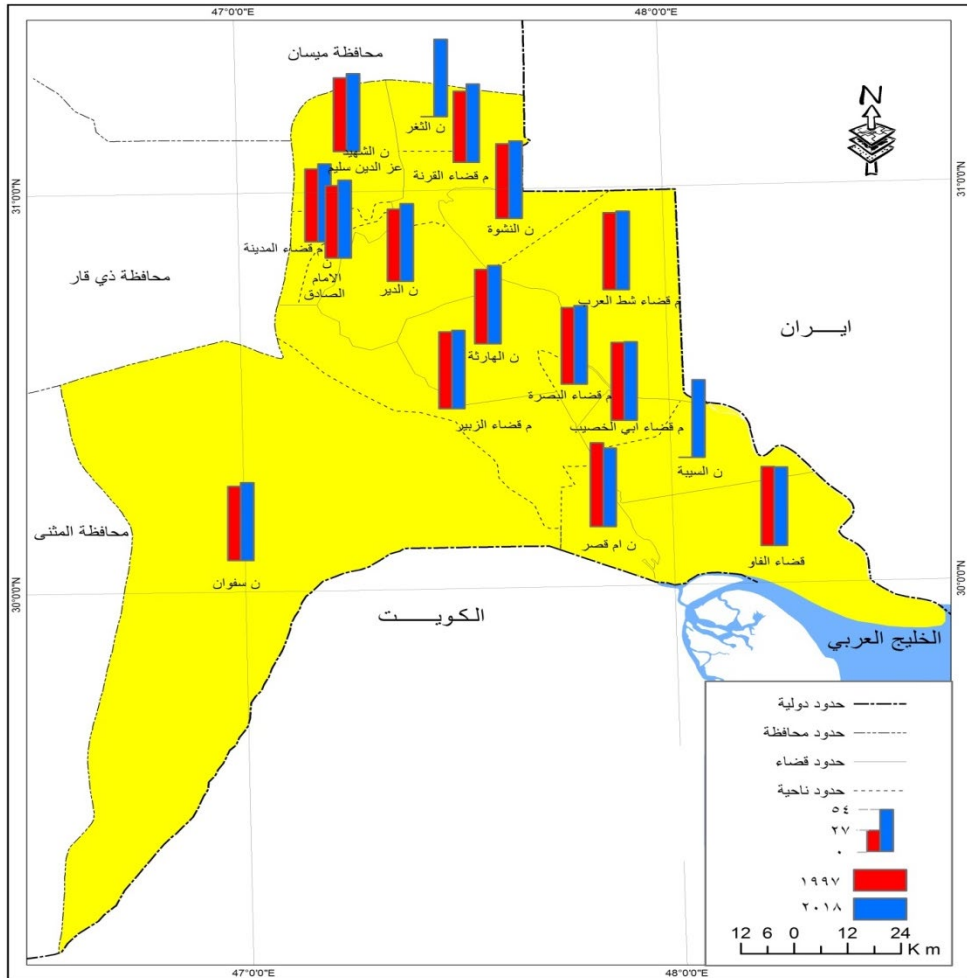 47°0'0"E
48°0'0"E
محافظة ميسان
N
ن الثغر
ن الشهيد
عز الدين سليم
م قضاء القرنة
31°0'0"N
31°0'0"N
ن النشوة
م قضاء المدينة
ن
الامام
الصادق
ن الدير
م قضاء شط العرب
محافظة ذي قار
ايـــــران
ن الهارثة
م قضاء البصرة
م قضاء الزبير
م قضاء ابي الخصيب
ن السيبة
محافظة المثنى
ن ام قصر
قضاء الفاو
ن سفوان
30°0'0"N
30°0'0"N
الكويـــــت
الخليج العربي
حدود دولية
حدود محافظة
حدود قضاء
حدود ناحية
٥٤
٢٧
٠
١٩٩٧
٢٠١٨
12 6 0 12 24
K m
47°0'0"E
48°0'0"E